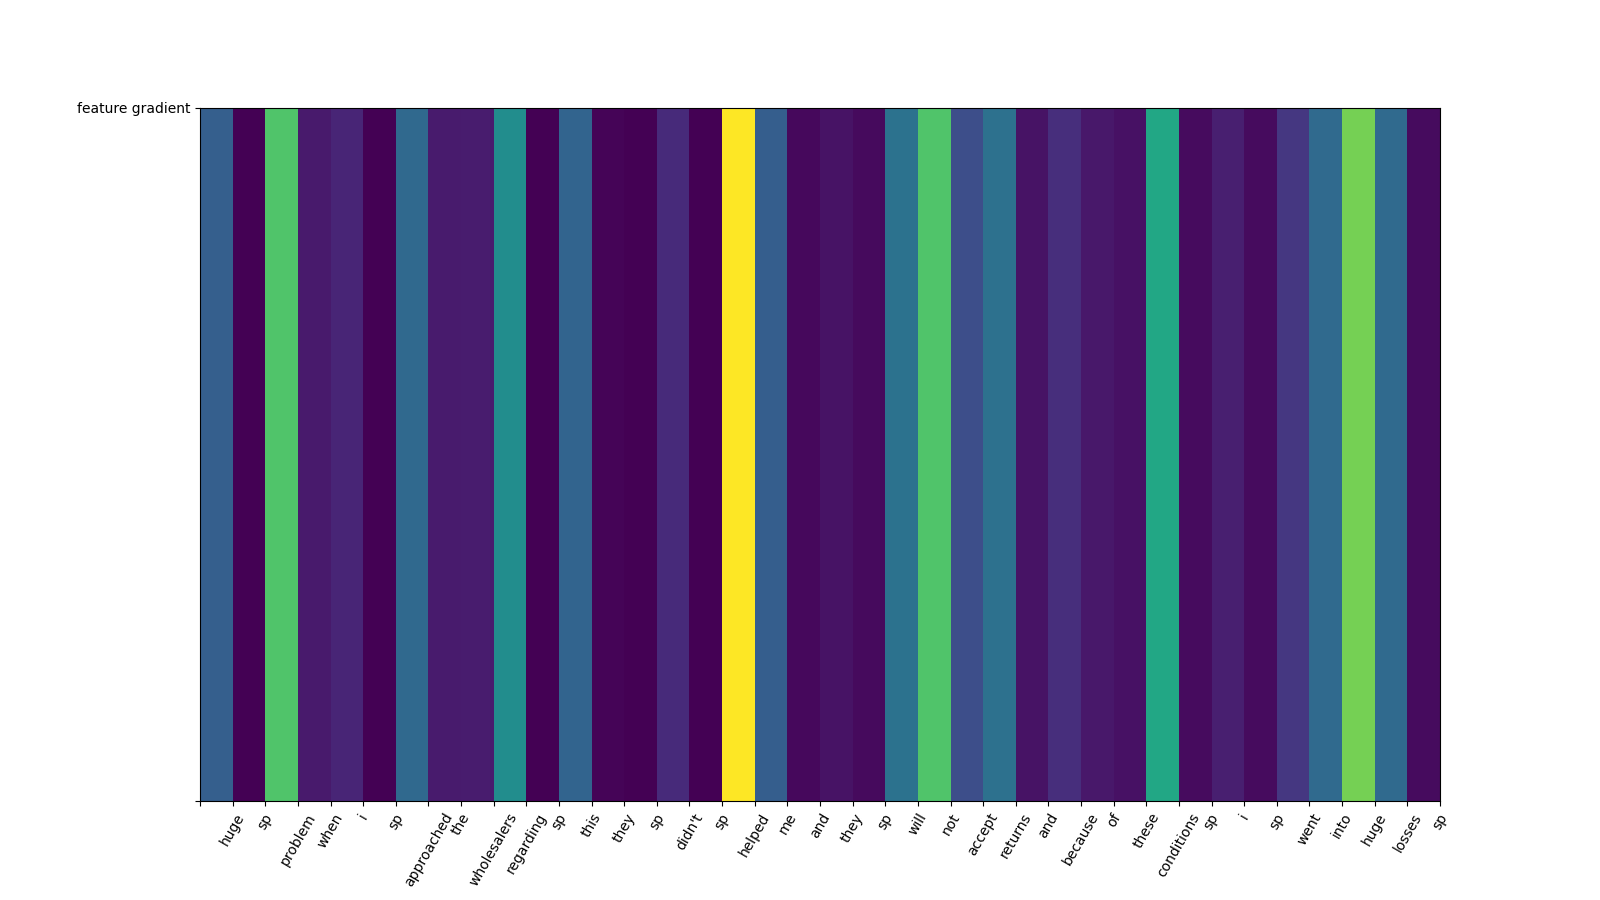 feature gradient
huge sp problem when i sp approached the wholesalers regarding sp this they sp didn't sp helped me and they sp will not accept returns and because of these conditions sp i sp went into huge losses sp